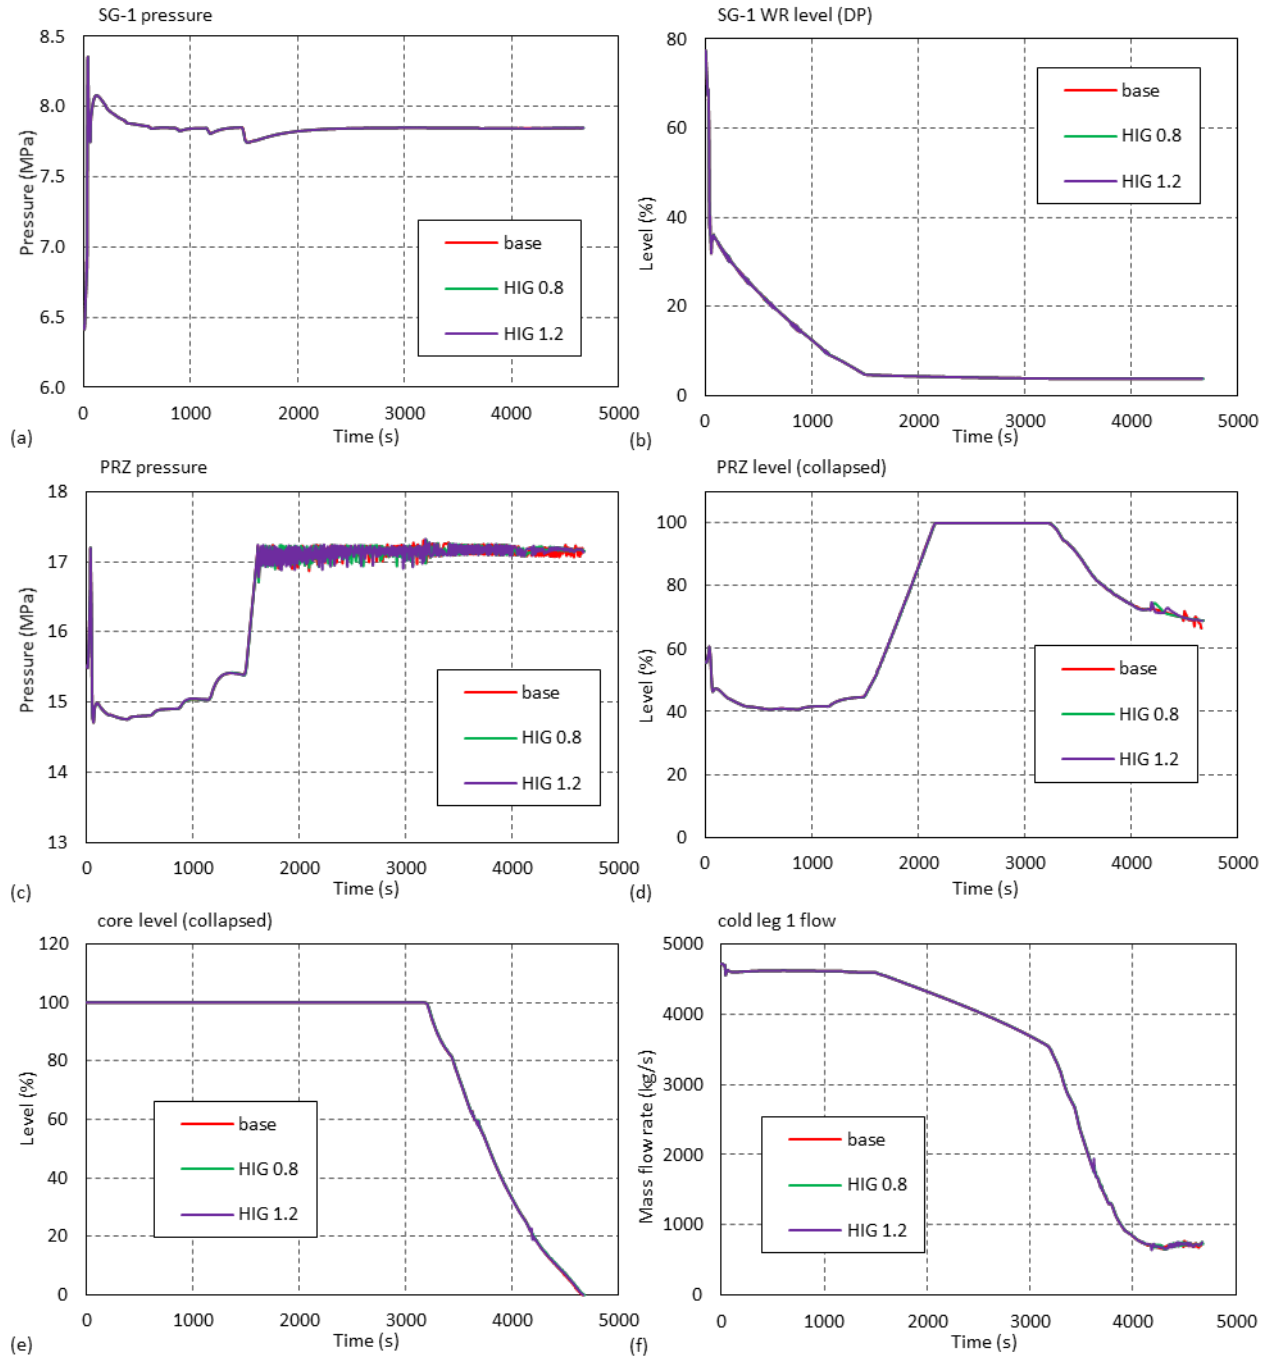 SG-1 pressure
8.5
8.0
7.5
7.0
6.5
6.0
Pressure (MPa)
base
HIG 0.8
HIG 1.2
0 1000 2000 3000 4000 5000
Time (s)
(a)
SG-1 WR level (DP)
80
60
40
20
0
Level (%)
base
HIG 0.8
HIG 1.2
0 1000 2000 3000 4000 5000
Time (s)
(b)
PRZ pressure
18
17
16
15
14
13
Pressure (MPa)
base
HIG 0.8
HIG 1.2
0 1000 2000 3000 4000 5000
Time (s)
(c)
PRZ level (collapsed)
100
80
60
40
20
0
Level (%)
base
HIG 0.8
HIG 1.2
0 1000 2000 3000 4000 5000
Time (s)
(d)
core level (collapsed)
120
100
80
60
40
20
0
Level (%)
base
HIG 0.8
HIG 1.2
0 1000 2000 3000 4000 5000
Time (s)
(e)
cold leg 1 flow
5000
4000
3000
2000
1000
0
Mass flow rate (kg/s)
base
HIG 0.8
HIG 1.2
0 1000 2000 3000 4000 5000
Time (s)
(f)